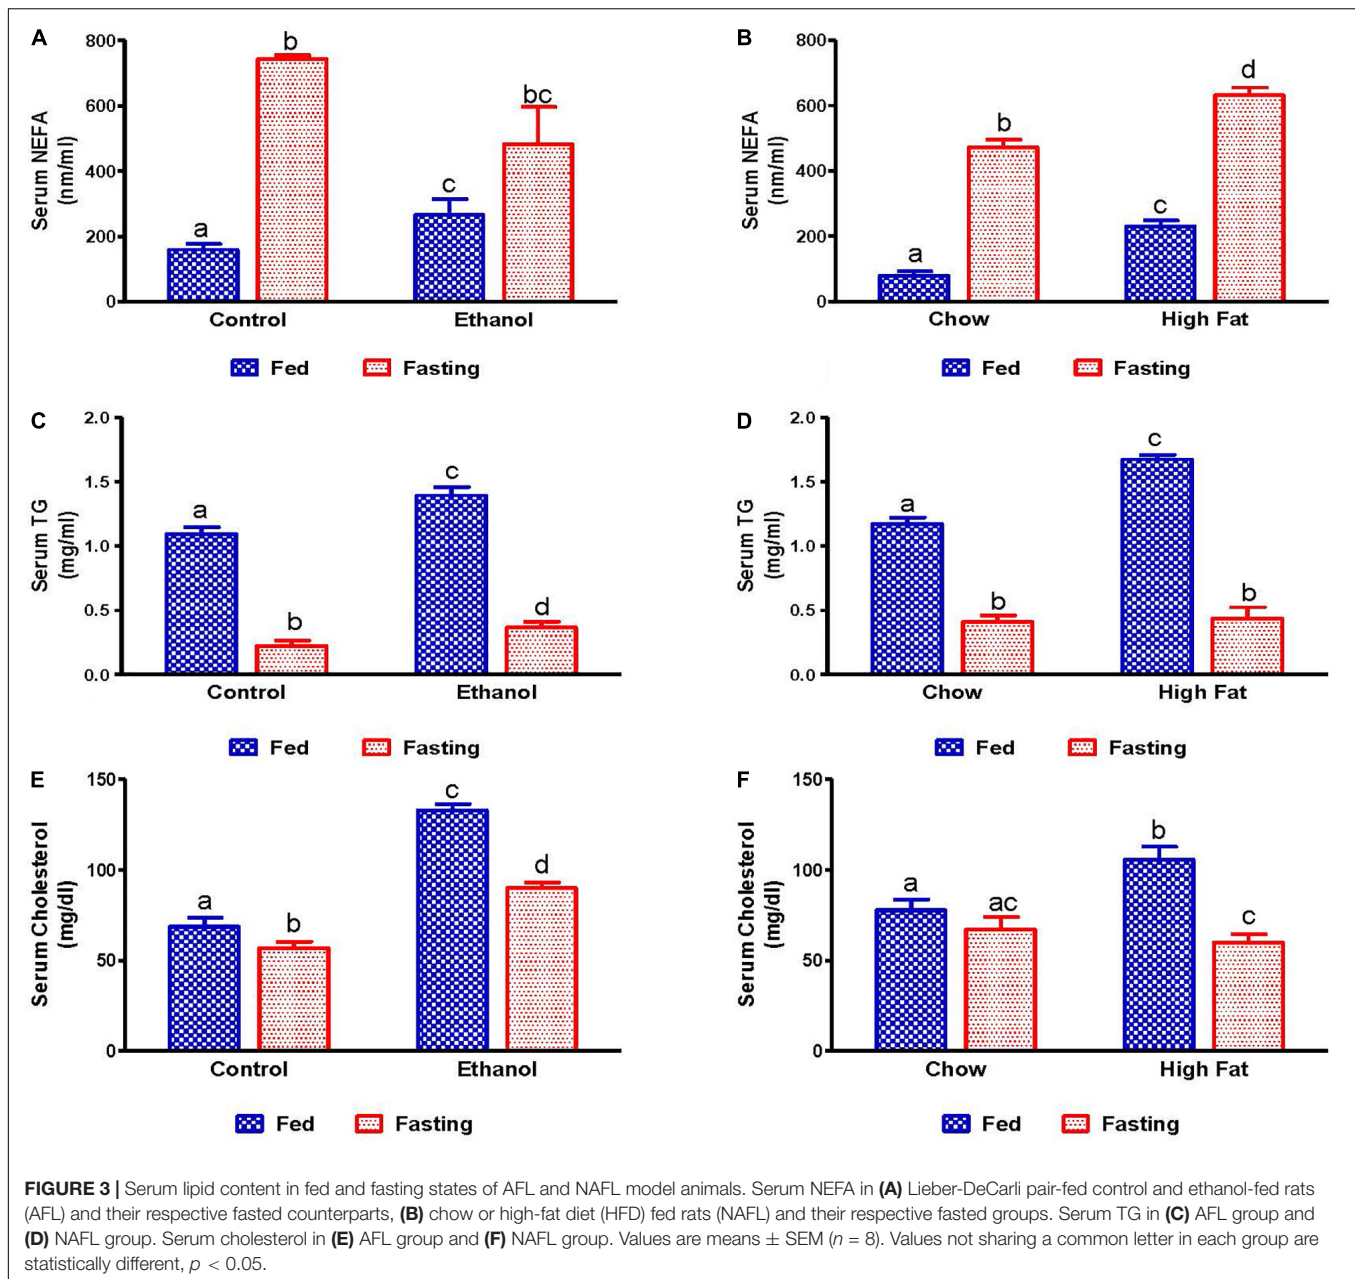 A
800
600
400
200
0
Serum NEFA
(nm/ml)
a
b
c
bc
Control
Ethanol
Fed
Fasting
B
800
600
400
200
0
Serum NEFA
(nm/ml)
a
b
c
d
Chow
High Fat
Fed
Fasting
C
2.0
1.5
1.0
0.5
0.0
Serum TG
(mg/ml)
a
b
c
d
Control
Ethanol
Fed
Fasting
D
2.0
1.5
1.0
0.5
0.0
Serum TG
(mg/ml)
a
b
c
b
Chow
High Fat
Fed
Fasting
E
150
100
50
0
Serum Cholesterol
(mg/dl)
a
b
c
d
Control
Ethanol
Fed
Fasting
F
150
100
50
0
Serum Cholesterol
(mg/dl)
a
ac
b
c
Chow
High Fat
Fed
Fasting
FIGURE 3 | Serum lipid content in fed and fasting states of AFL and NAFL model animals. Serum NEFA in (A) Lieber-DeCarli pair-fed control and ethanol-fed rats
(AFL) and their respective fasted counterparts, (B) chow or high-fat diet (HFD) fed rats (NAFL) and their respective fasted groups. Serum TG in (C) AFL group and
(D) NAFL group. Serum cholesterol in (E) AFL group and (F) NAFL group. Values are means ± SEM (n = 8). Values not sharing a common letter in each group are
statistically different, p < 0.05.